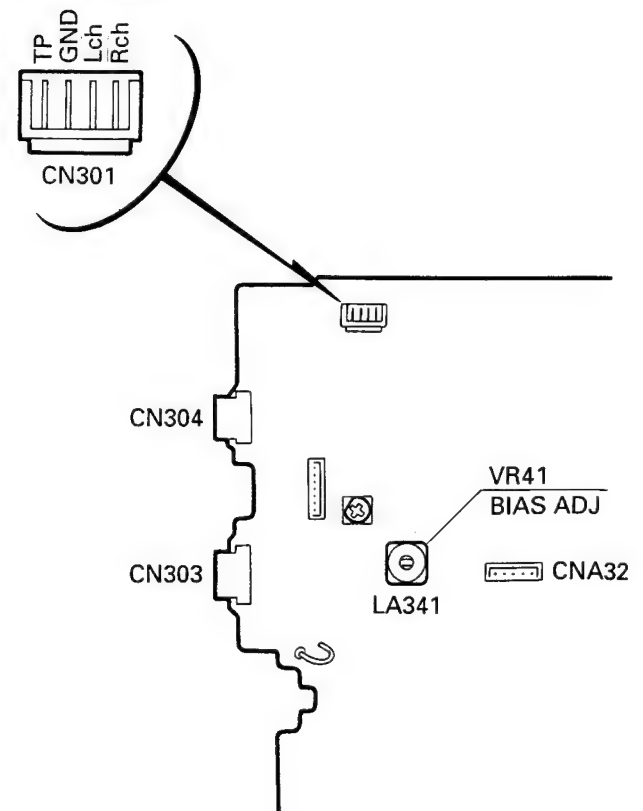 TP
GND
Lch
Rch
CN301
CN304
VR41
BIAS ADJ
CN303
CNA32
LA341